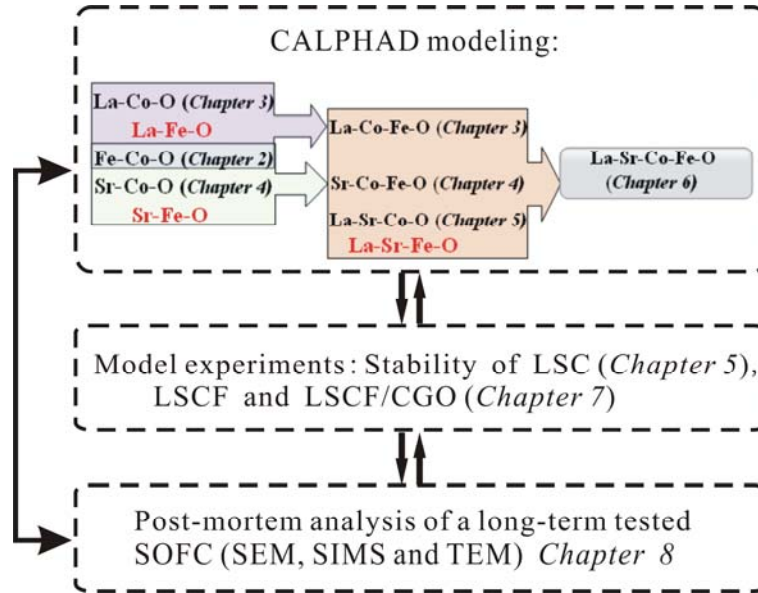 CALPHAD modeling:
La-Co-O (Chapter 3)
La-Fe-O
Fe-Co-O (Chapter 2)
Sr-Co-O (Chapter 4)
Sr-Fe-O
La-Co-Fe-O (Chapter 3)
Sr-Co-Fe-O (Chapter 4)
La-Sr-Co-O (Chapter 5)
La-Sr-Fe-O
La-Sr-Co-Fe-O
(Chapter 6)
Model experiments: Stability of LSC (Chapter 5),
LSCF and LSCF/CGO (Chapter 7)
Post-mortem analysis of a long-term tested
SOFC (SEM, SIMS and TEM) Chapter 8